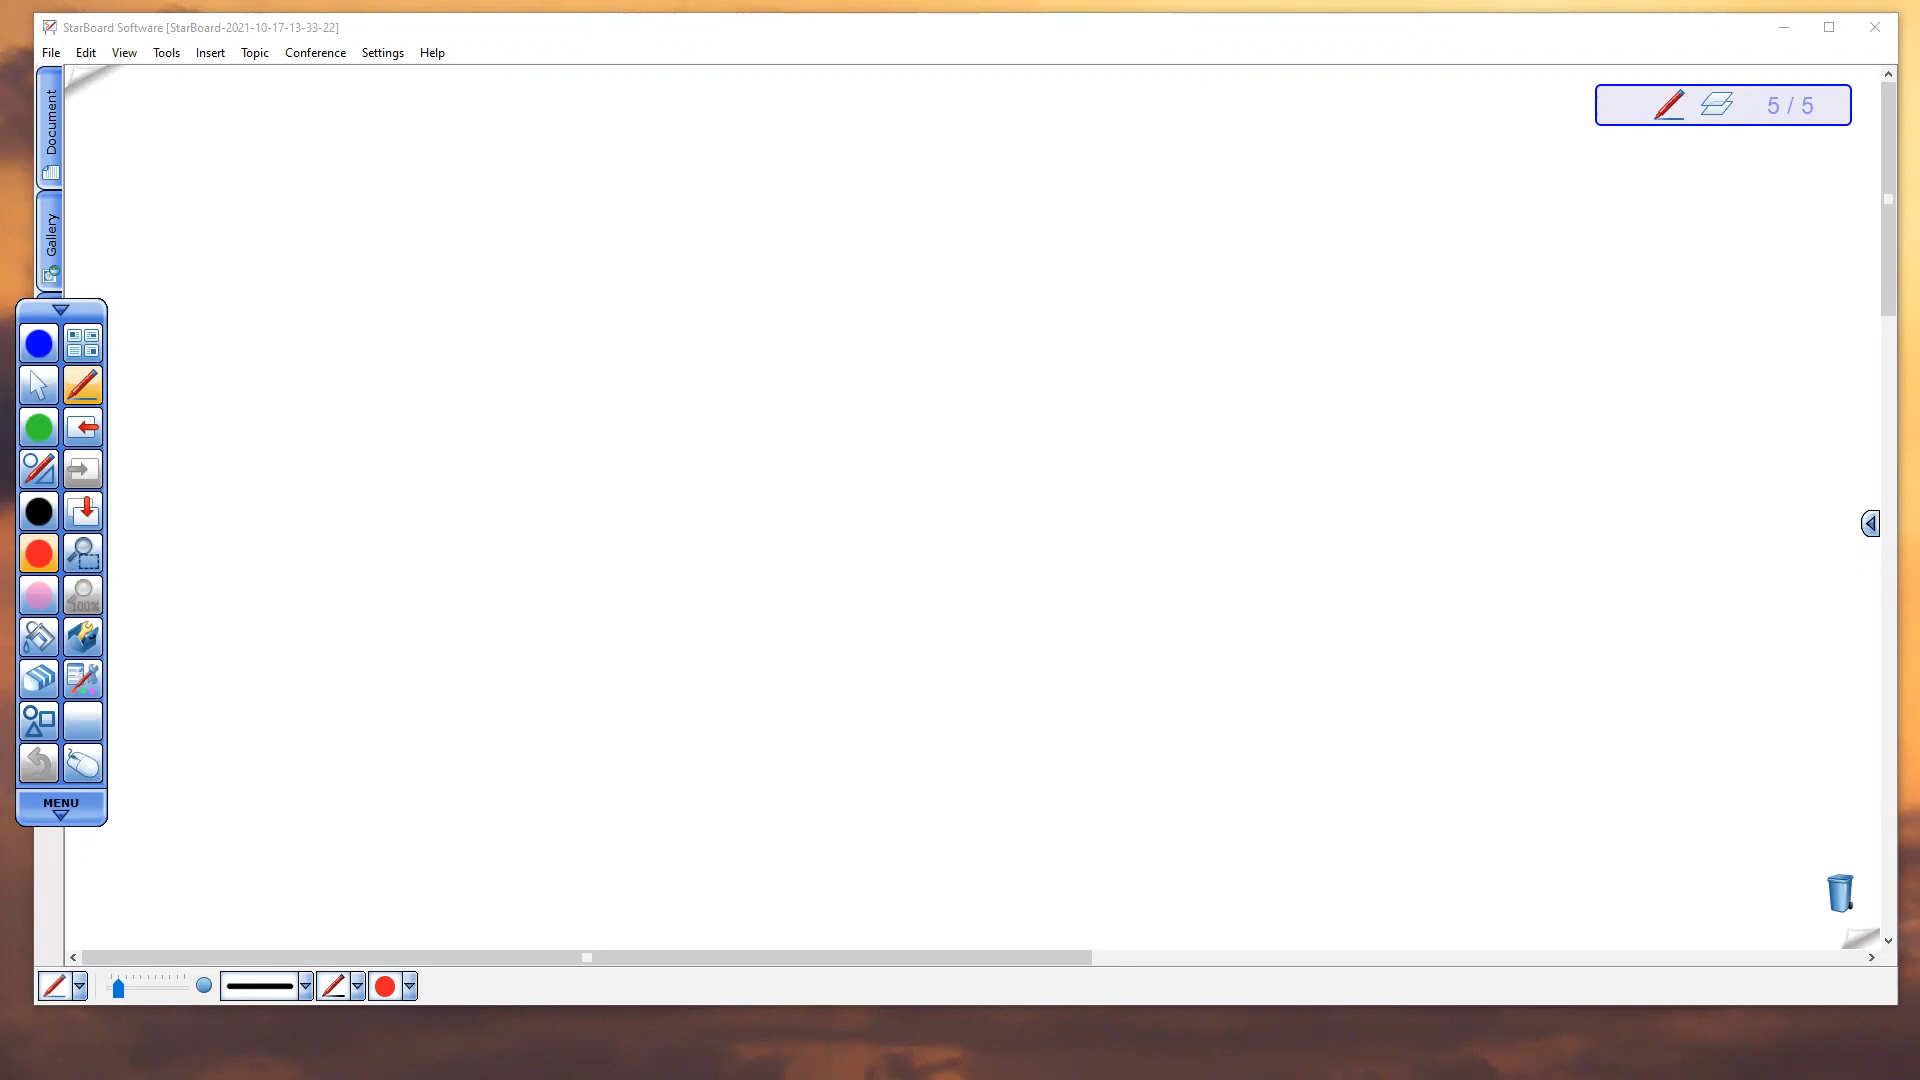 StarBoard Software [StarBoard-2021-10-17-13-33-22]
File Edit View Tools Insert Topic Conference Settings Help
Document
Gallery
5 / 5
100%
MENU